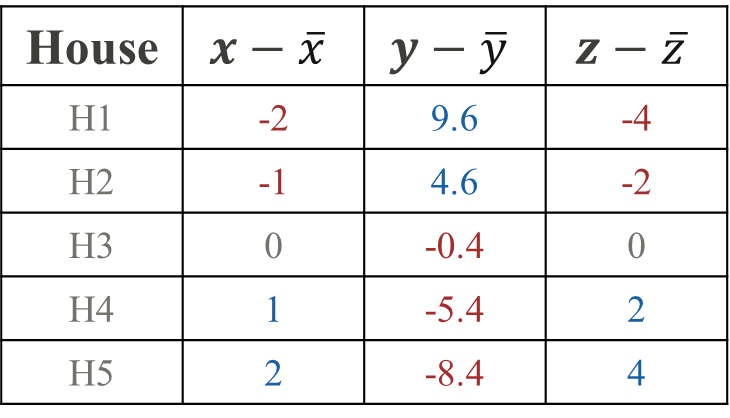 House x − x̄ y − ȳ z − z̄
H1 -2 9.6 -4
H2 -1 4.6 -2
H3 0 -0.4 0
H4 1 -5.4 2
H5 2 -8.4 4